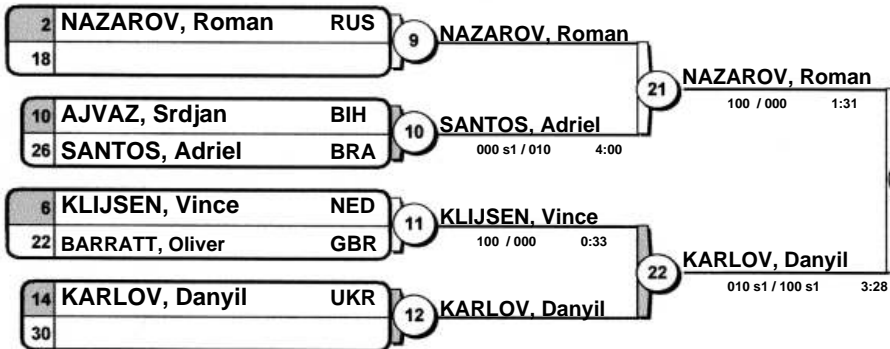 2 NAZAROV, Roman RUS
18
9 NAZAROV, Roman
10 AJVAZ, Srdjan BIH
26 SANTOS, Adriel BRA
10 SANTOS, Adriel
000 s1 / 010 4:00
21 NAZAROV, Roman
100 / 000 1:31
6 KLIJSEN, Vince NED
22 BARRATT, Oliver GBR
11 KLIJSEN, Vince
100 / 000 0:33
14 KARLOV, Danyil UKR
30
12 KARLOV, Danyil
22 KARLOV, Danyil
010 s1 / 100 s1 3:28